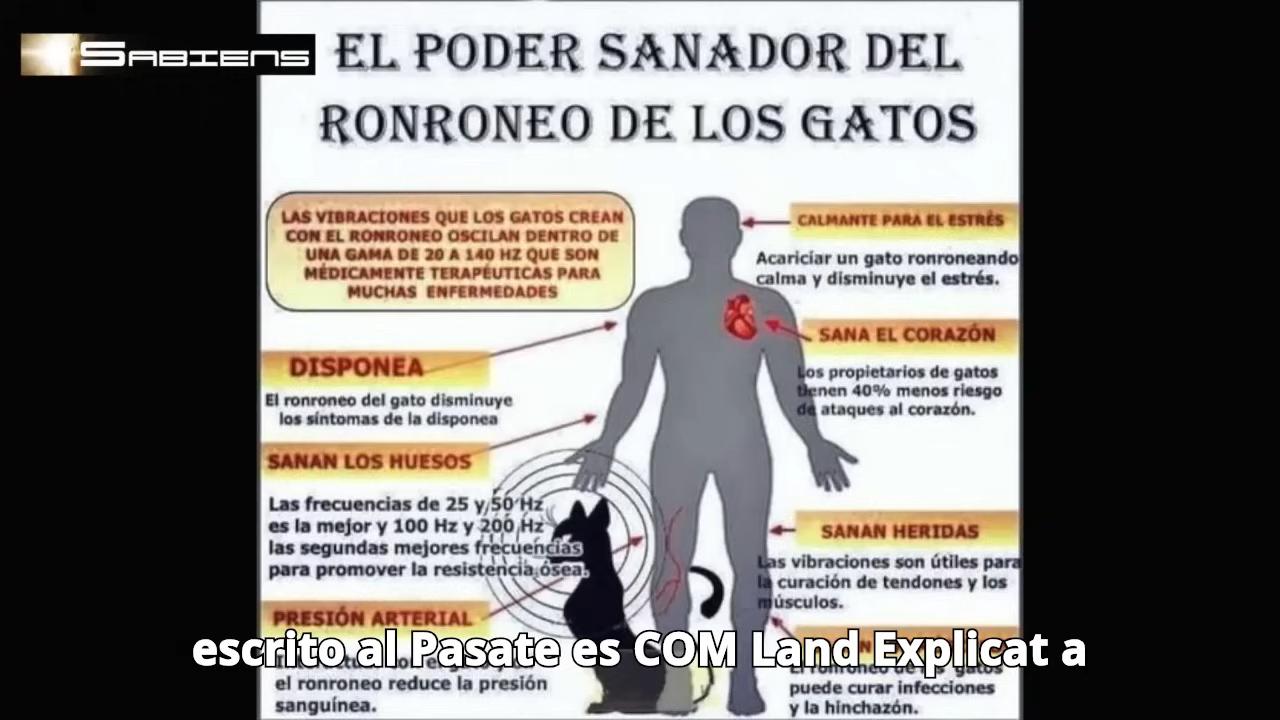 SABIENS
EL PODER SANADOR DEL
RONRONEO DE LOS GATOS
LAS VIBRACIONES QUE LOS GATOS CREAN
CON EL RONRONEO OSCILAN DENTRO DE
UNA GAMA DE 20 A 140 HZ QUE SON
MÉDICAMENTE TERAPÉUTICAS PARA
MUCHAS ENFERMEDADES
DISPONEA
El ronroneo del gato disminuye
los síntomas de la disponea
SANAN LOS HUESOS
Las frecuencias de 25 y 50 Hz
es la mejor y 100 Hz y 200 Hz
las segundas mejores frecuencias
para promover la resistencia ósea.
PRESIÓN ARTERIAL
el ronroneo reduce la presión
sanguínea.
CALMANTE PARA EL ESTRÉS
Acariciar un gato ronroneando
calma y disminuye el estrés.
SANA EL CORAZÓN
Los propietarios de gatos
tienen 40% menos riesgo
de ataques al corazón.
SANAN HERIDAS
Las vibraciones son útiles para
la curación de tendones y los
músculos.
El ronroneo de los gatos
puede curar infecciones
y la hinchazón.
escrito al Pasate es COM Land Explicat a